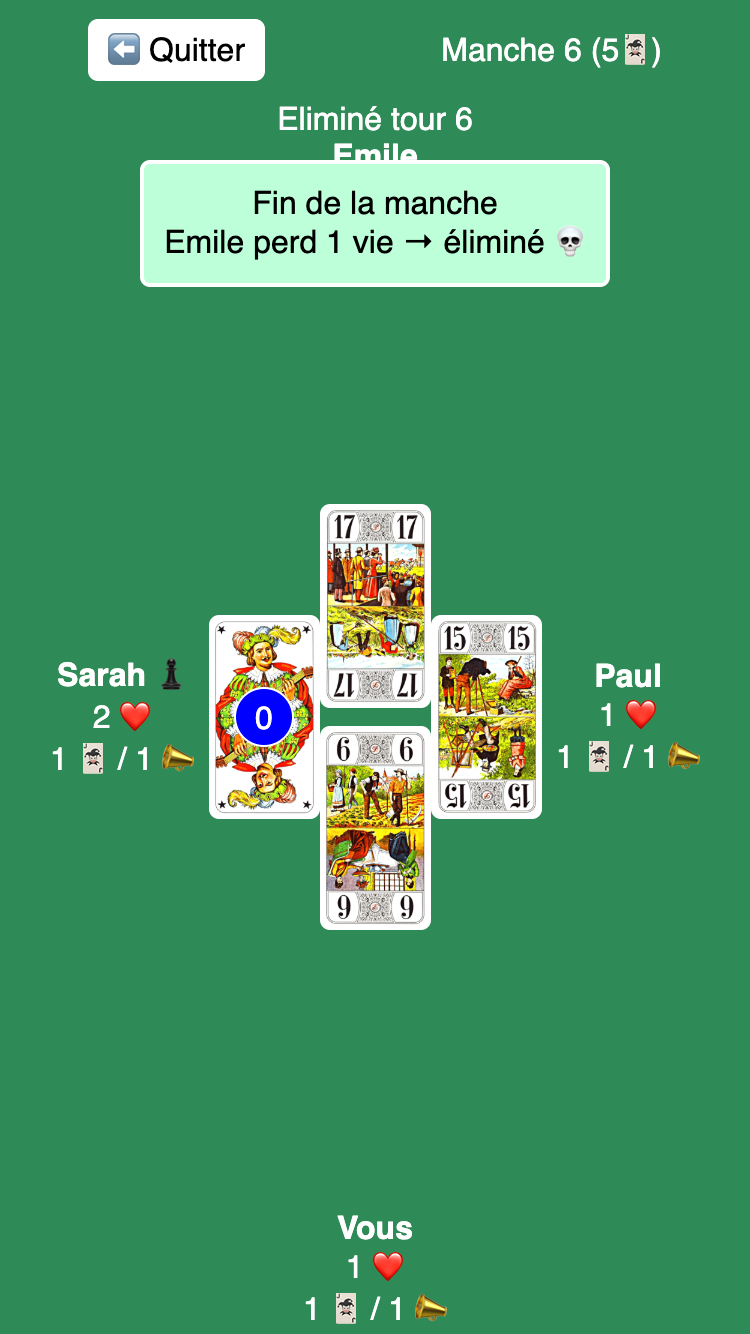 Quitter
Manche 6 (5🃏)
Eliminé tour 6
Emile
Fin de la manche
Emile perd 1 vie → éliminé 💀
17 17
17 17
Sarah ♟
2 ❤️
1 🃏 / 1 📣
0
15 15
15 15
Paul
1 ❤️
1 🃏 / 1 📣
6 6
6 6
Vous
1 ❤️
1 🃏 / 1 📣